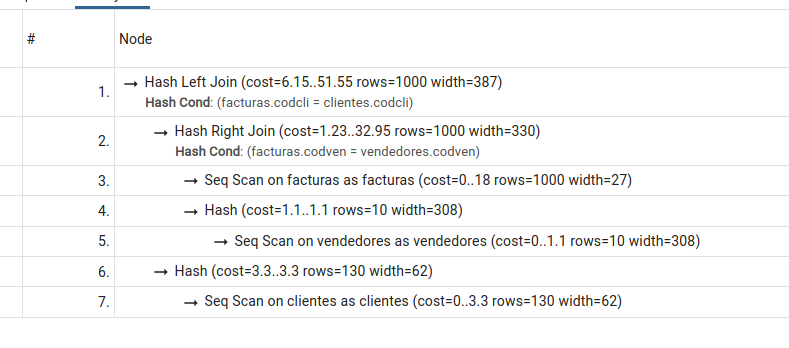 # Node
1. → Hash Left Join (cost=6.15..51.55 rows=1000 width=387)
Hash Cond: (facturas.codcli = clientes.codcli)
2. → Hash Right Join (cost=1.23..32.95 rows=1000 width=330)
Hash Cond: (facturas.codven = vendedores.codven)
3. → Seq Scan on facturas as facturas (cost=0..18 rows=1000 width=27)
4. → Hash (cost=1.1..1.1 rows=10 width=308)
5. → Seq Scan on vendedores as vendedores (cost=0..1.1 rows=10 width=308)
6. → Hash (cost=3.3..3.3 rows=130 width=62)
7. → Seq Scan on clientes as clientes (cost=0..3.3 rows=130 width=62)